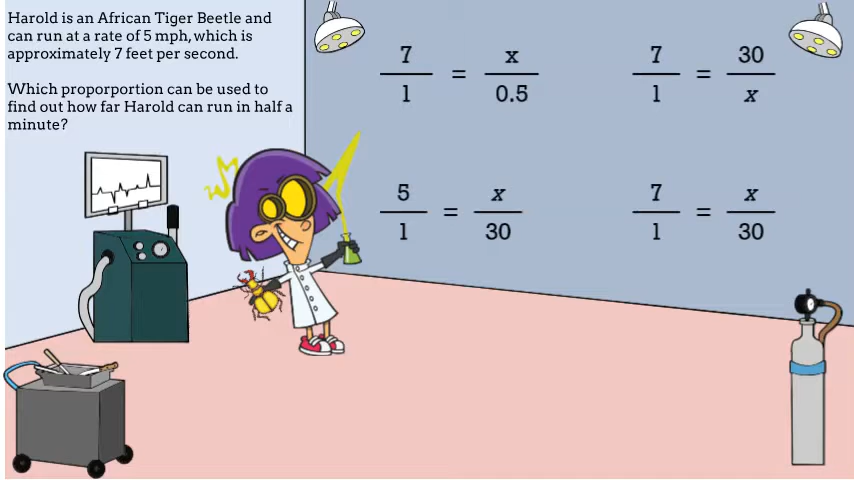 Harold is an African Tiger Beetle and
can run at a rate of 5 mph, which is
approximately 7 feet per second.
Which proporportion can be used to
find out how far Harold can run in half a
minute?
7/1 = x/0.5
7/1 = 30/x
5/1 = x/30
7/1 = x/30